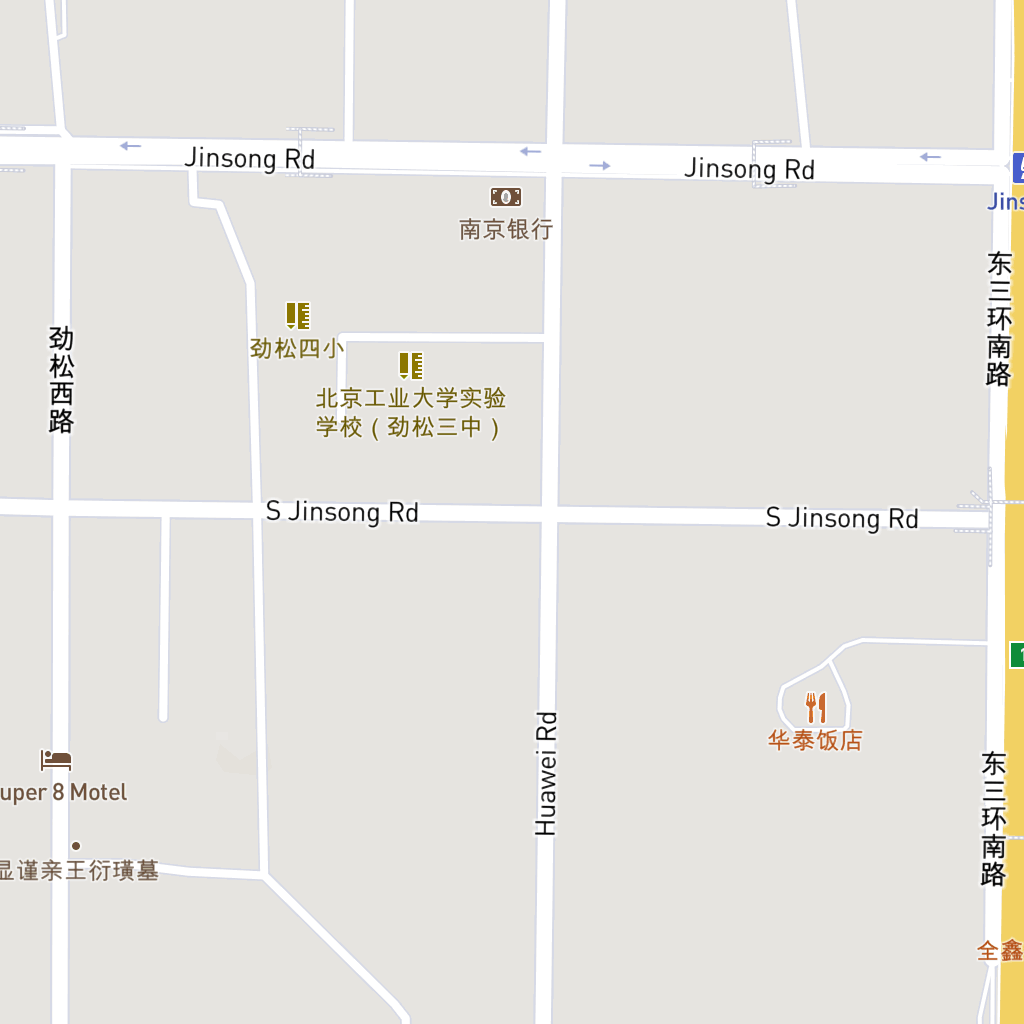 Jinsong Rd
Jinsong Rd
南京银行
东三环南路
劲松四小
劲松西路
北京工业大学实验
学校（劲松三中）
S Jinsong Rd
S Jinsong Rd
Huawei Rd
华泰饭店
东三环南路
Motel
8
显谨亲王衍璜墓
全鑫